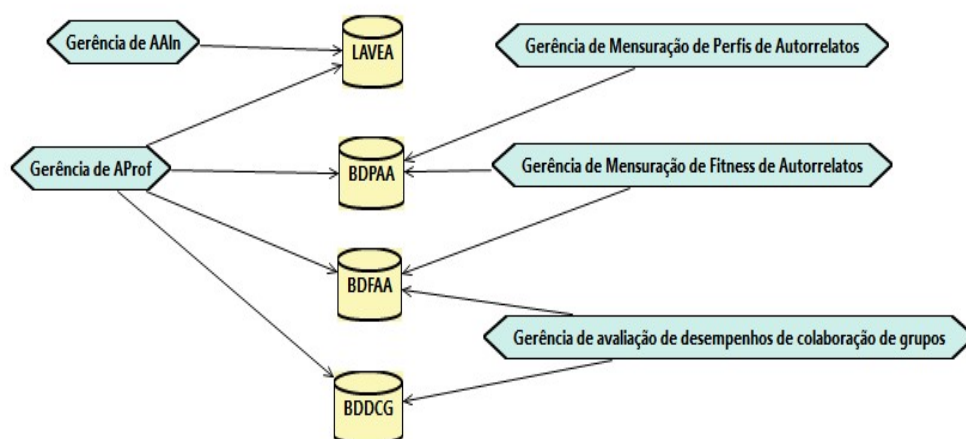 Gerência de AAIn
LAVEA
Gerência de Mensuração de Perfis de Autorrelatos
Gerência de AProf
BDPAA
Gerência de Mensuração de Fitness de Autorrelatos
BDFAA
Gerência de avaliação de desempenhos de colaboração de grupos
BDDCG